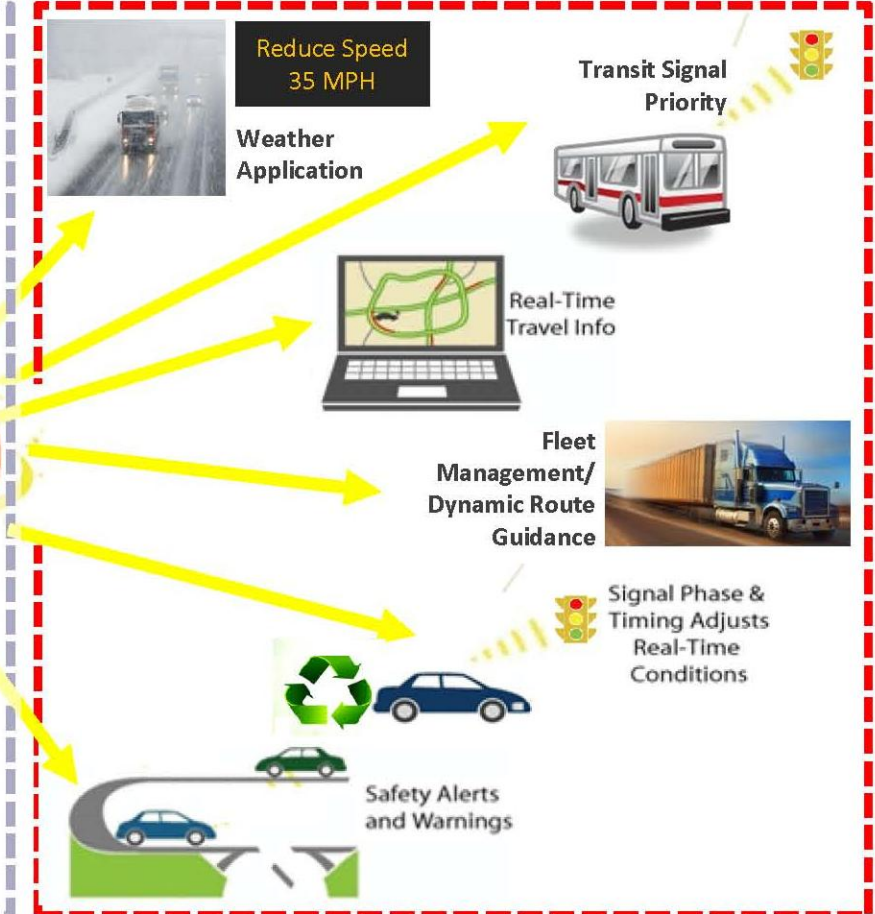 Reduce Speed
35 MPH
Weather
Application
Transit Signal
Priority
Real-Time
Travel Info
Fleet
Management/
Dynamic Route
Guidance
Signal Phase &
Timing Adjusts
Real-Time
Conditions
Safety Alerts
and Warnings